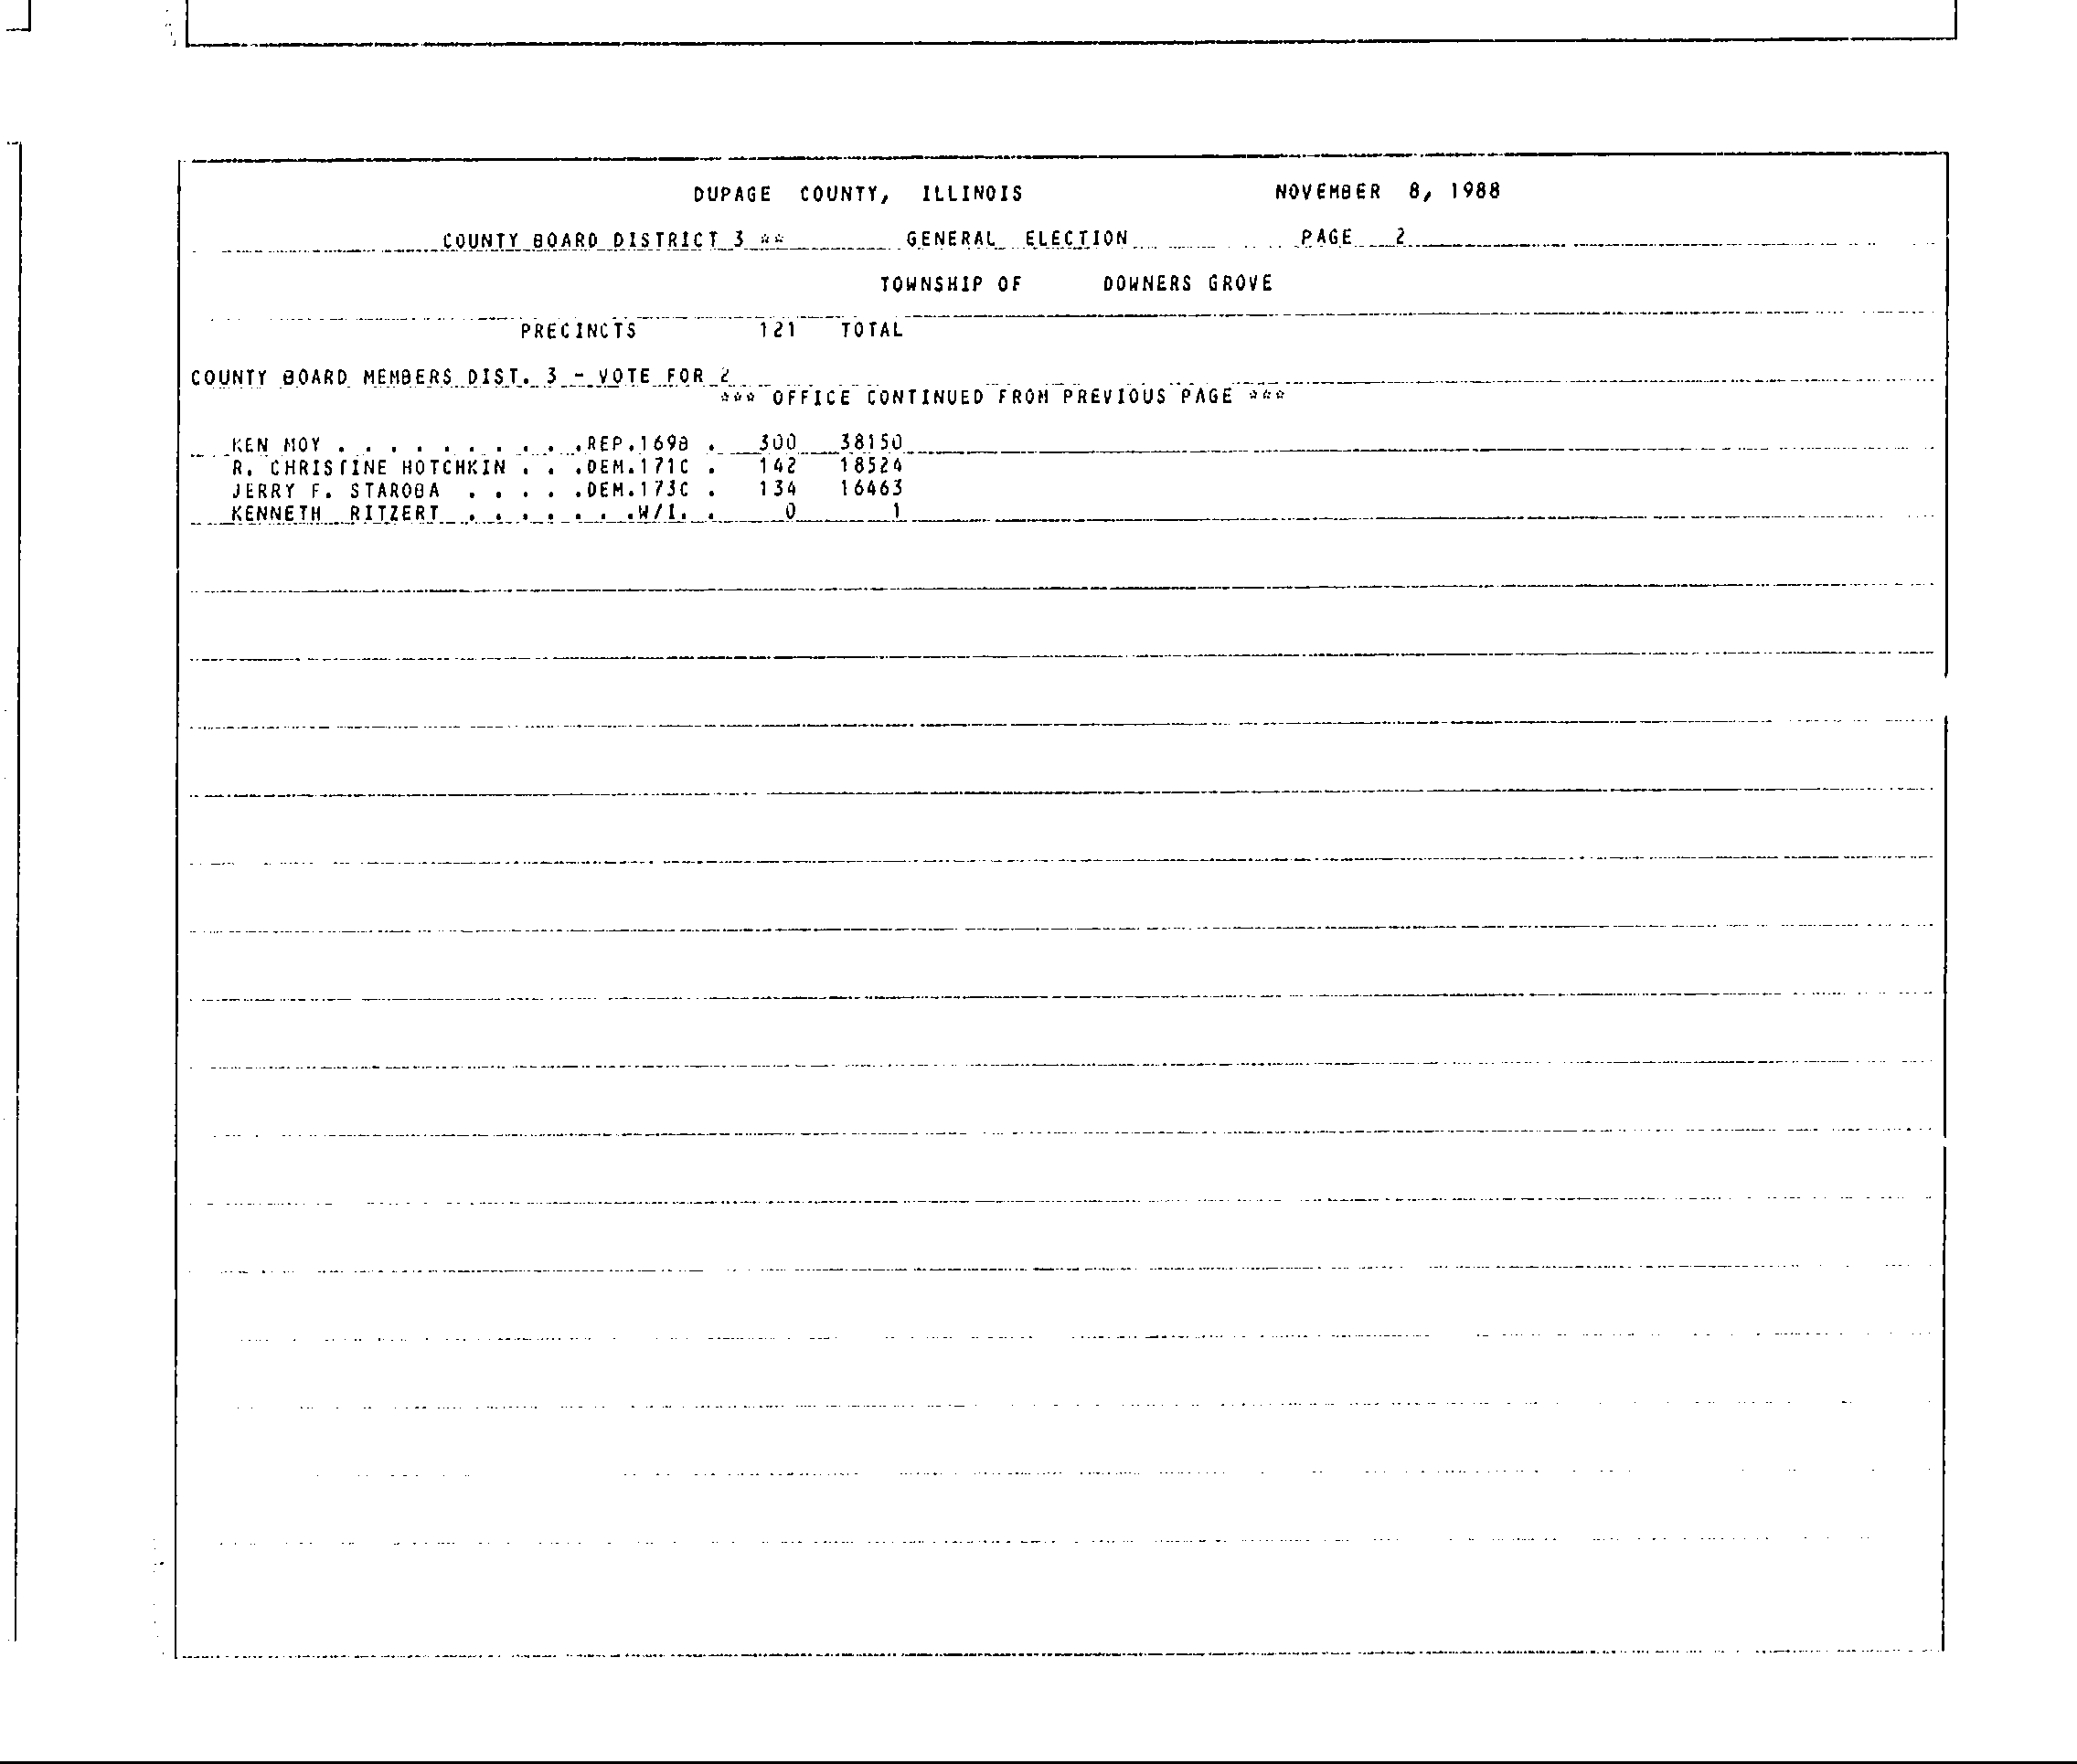 DUPAGE COUNTY, ILLINOIS NOVEMBER 8, 1988
COUNTY BOARD DISTRICT 3 ** GENERAL ELECTION PAGE 2
TOWNSHIP OF DOWNERS GROVE
PRECINCTS 121 TOTAL
COUNTY BOARD MEMBERS DIST. 3 - VOTE FOR 2
*** OFFICE CONTINUED FROM PREVIOUS PAGE ***
KEN MOY . . . . . . . . . .REP.169B . 300 38150
R. CHRISTINE HOTCHKIN . . .DEM.171C . 142 18524
JERRY F. STAROBA . . . . .DEM.173C . 134 16463
KENNETH RITZERT . . . . . . .W/I. . 0 1